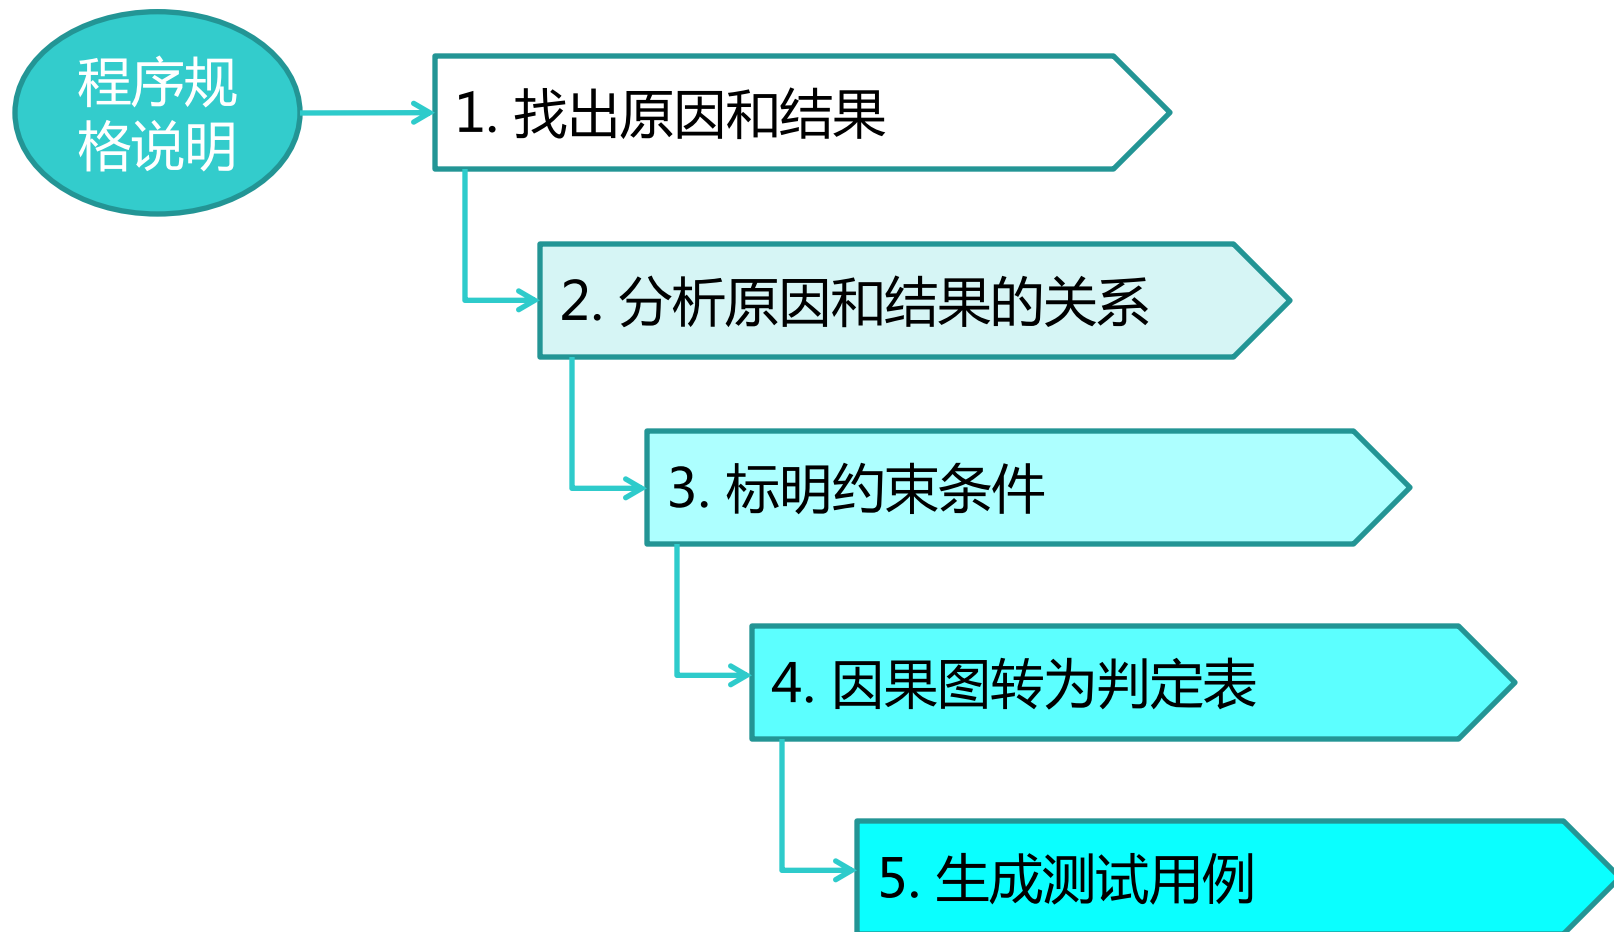 程序规
格说明
1. 找出原因和结果
2. 分析原因和结果的关系
3. 标明约束条件
4. 因果图转为判定表
5. 生成测试用例